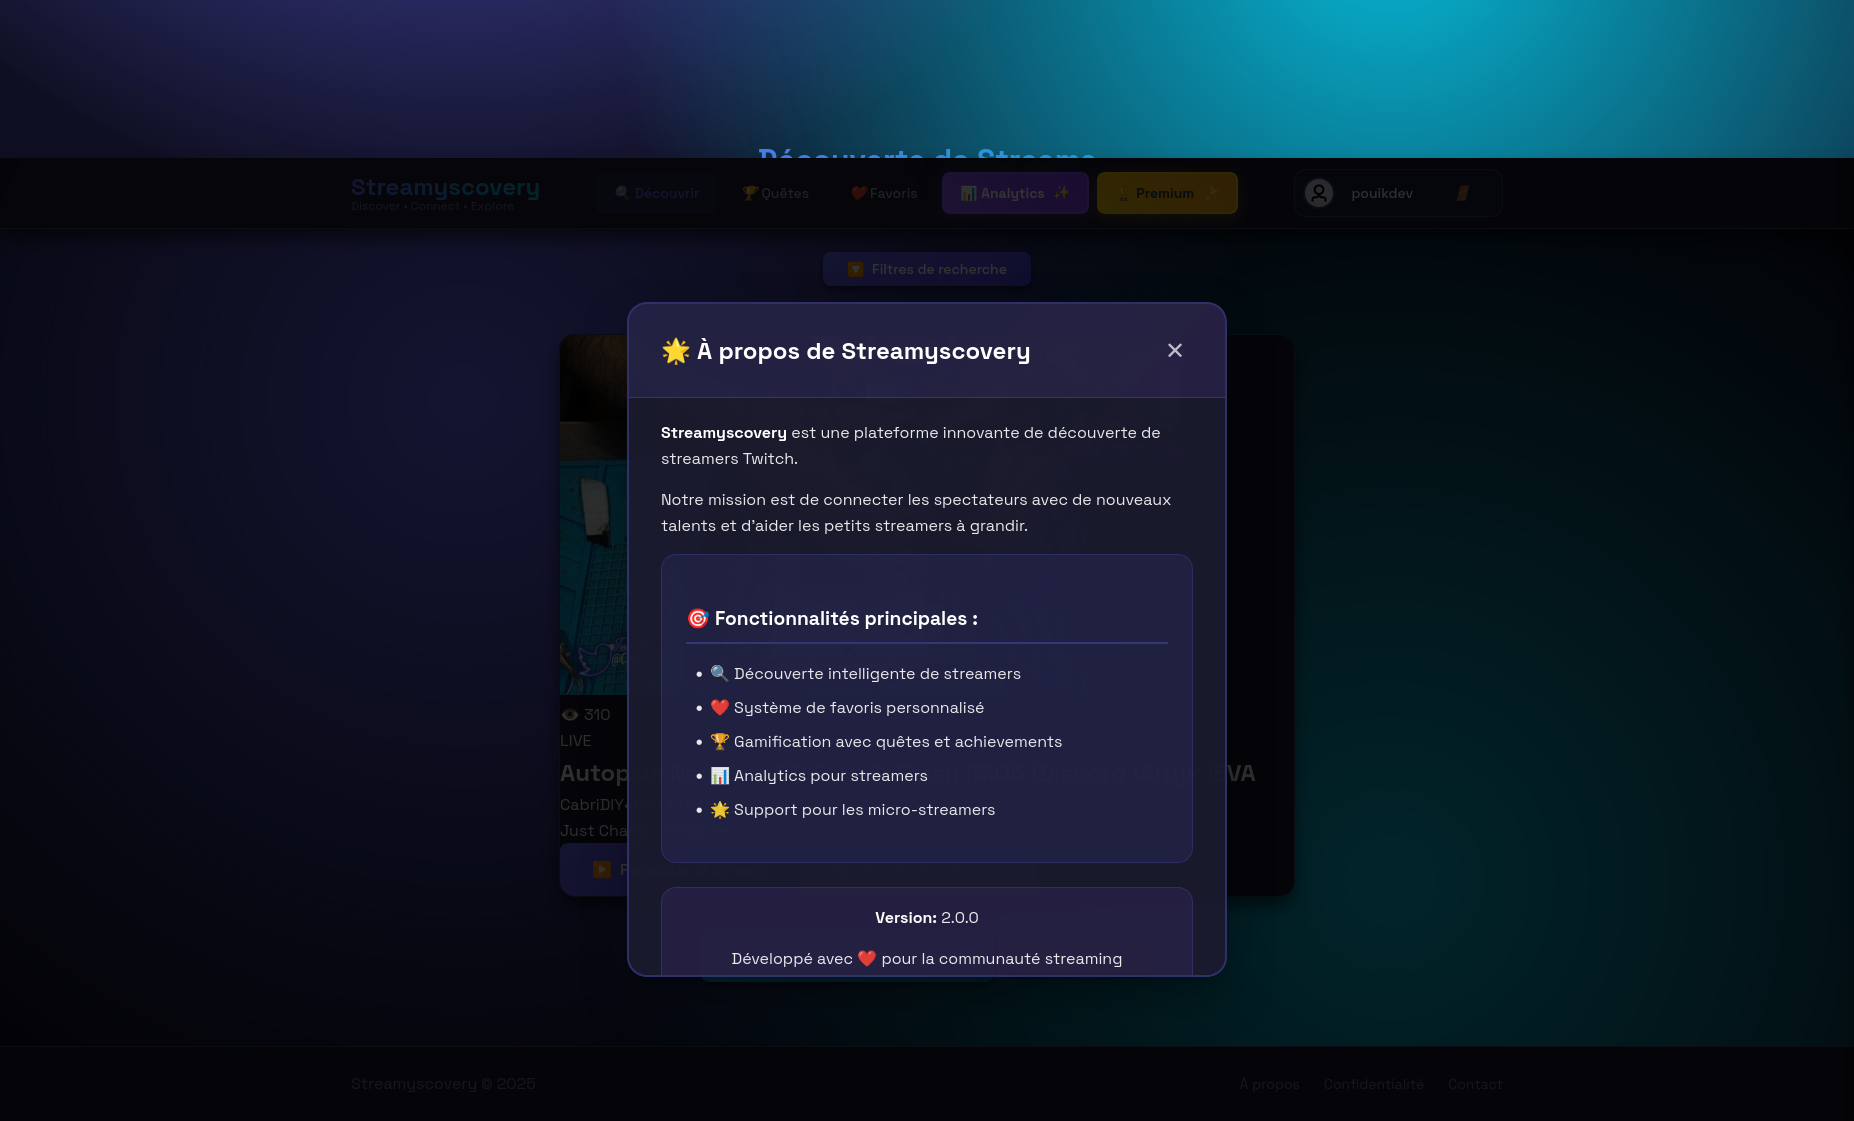 Découverte de Streams
Streamyscovery
Discover • Connect • Explore
🔍 Découvrir
🏆 Quêtes
❤️ Favoris
📊 Analytics ✨
Premium ✨
pouikdev
🔽 Filtres de recherche
🌟 À propos de Streamyscovery
✕
Streamyscovery est une plateforme innovante de découverte de
streamers Twitch.
Notre mission est de connecter les spectateurs avec de nouveaux
talents et d'aider les petits streamers à grandir.
🎯 Fonctionnalités principales :
• 🔍 Découverte intelligente de streamers
• ❤️ Système de favoris personnalisé
• 🏆 Gamification avec quêtes et achievements
• 📊 Analytics pour streamers
• 🌟 Support pour les micro-streamers
Version: 2.0.0
Développé avec ❤️ pour la communauté streaming
👁️ 310
LIVE
CabriDIY
Just Cha
Streamyscovery © 2025
À propos
Confidentialité
Contact